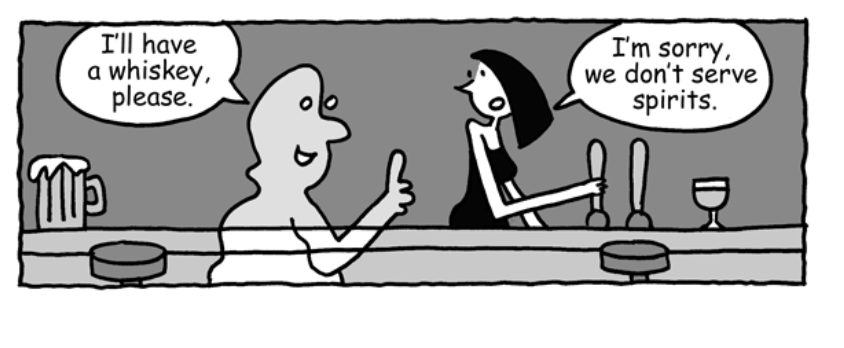 I'll have
a whiskey,
please.
I'm sorry,
we don't serve
spirits.